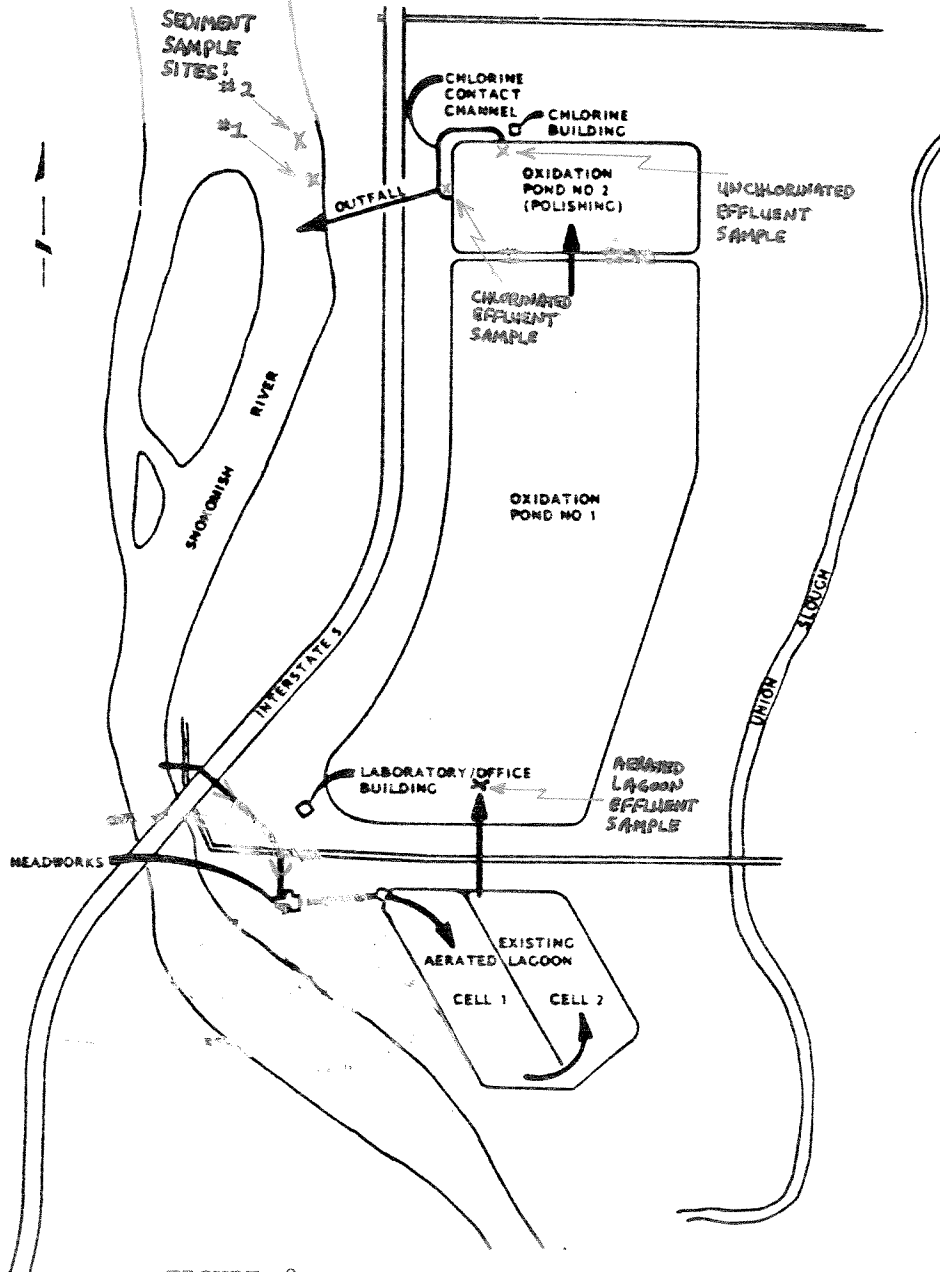 SEDIMENT
SAMPLE
SITES:
#2
#1
CHLORINE
CONTACT
CHANNEL
CHLORINE
BUILDING
OXIDATION
POND NO 2
(POLISHING)
OUTFALL
UNCHLORINATED
EFFLUENT
SAMPLE
CHLORINATED
EFFLUENT
SAMPLE
SNOHOMISH RIVER
OXIDATION
POND NO 1
INTERSTATE 5
UNION SLOUGH
LABORATORY/OFFICE
BUILDING
AERATED
LAGOON
EFFLUENT
SAMPLE
HEADWORKS
EXISTING
AERATED LAGOON
CELL 1
CELL 2